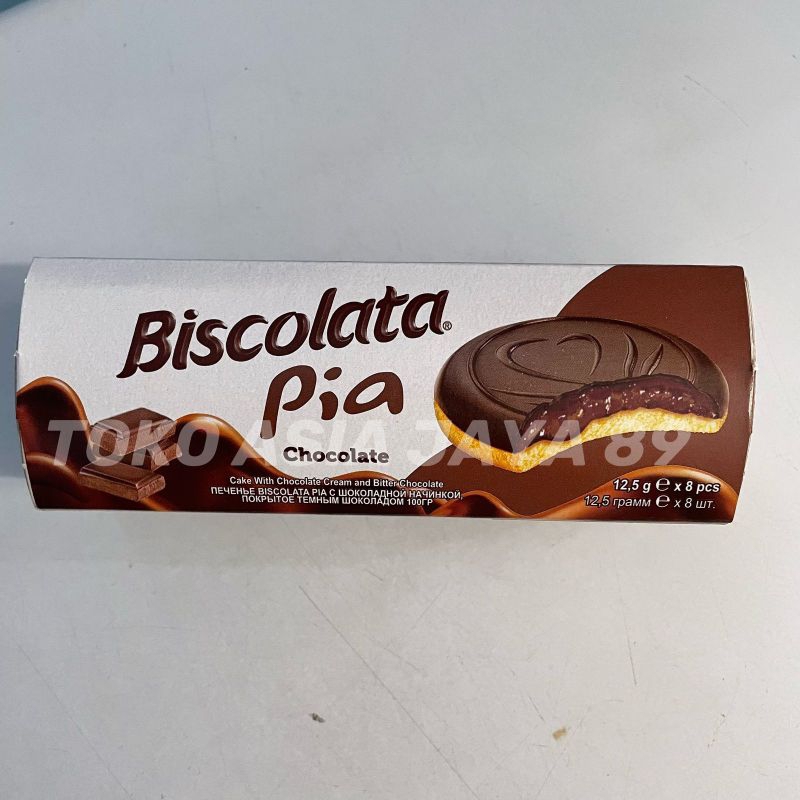 Biscolata®
Pia
Chocolate
TOKO ASIA JAYA 89
Cake With Chocolate Cream and Bitter Chocolate
ПЕЧЕНЬЕ BISCOLATA PIA С ШОКОЛАДНОЙ НАЧИНКОЙ,
ПОКРЫТОЕ ТЕМНЫМ ШОКОЛАДОМ 100ГР
12,5 g ℮ x 8 pcs
12,5 грамм ℮ x 8 шт.